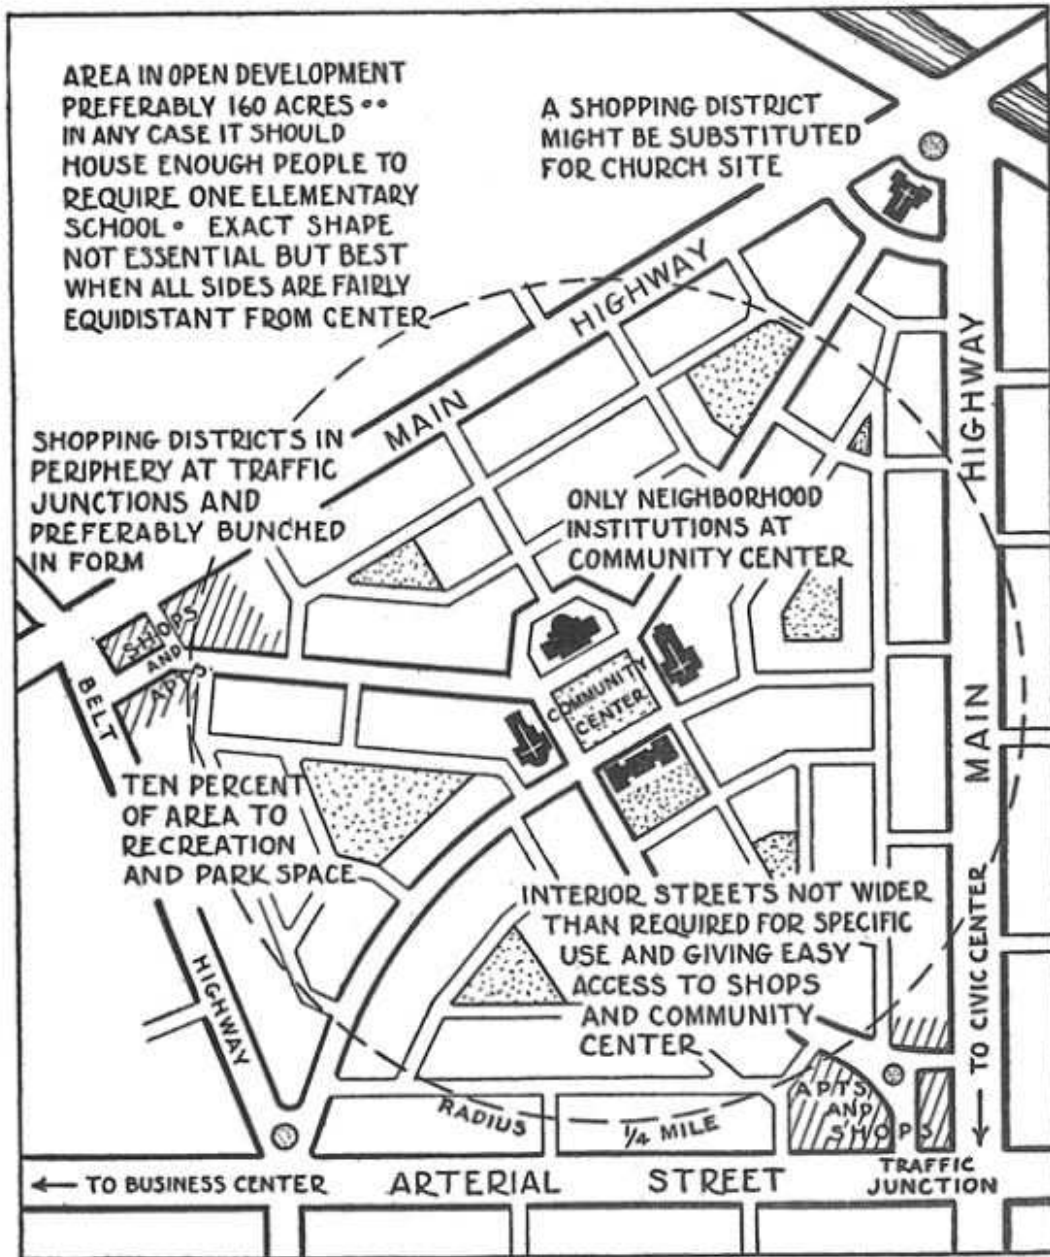 AREA IN OPEN DEVELOPMENT
PREFERABLY 160 ACRES ••
IN ANY CASE IT SHOULD
HOUSE ENOUGH PEOPLE TO
REQUIRE ONE ELEMENTARY
SCHOOL • EXACT SHAPE
NOT ESSENTIAL BUT BEST
WHEN ALL SIDES ARE FAIRLY
EQUIDISTANT FROM CENTER
A SHOPPING DISTRICT
MIGHT BE SUBSTITUTED
FOR CHURCH SITE
MAIN HIGHWAY
SHOPPING DISTRICTS IN
PERIPHERY AT TRAFFIC
JUNCTIONS AND
PREFERABLY BUNCHED
IN FORM
ONLY NEIGHBORHOOD
INSTITUTIONS AT
COMMUNITY CENTER
MAIN HIGHWAY
SHOPS
AND
APTS.
BELT
HIGHWAY
COMMUNITY
CENTER
TEN PERCENT
OF AREA TO
RECREATION
AND PARK SPACE
INTERIOR STREETS NOT WIDER
THAN REQUIRED FOR SPECIFIC
USE AND GIVING EASY
ACCESS TO SHOPS
AND COMMUNITY
CENTER
TO CIVIC CENTER
RADIUS 1/4 MILE
APTS
AND
SHOPS
TRAFFIC
JUNCTION
← TO BUSINESS CENTER
ARTERIAL STREET